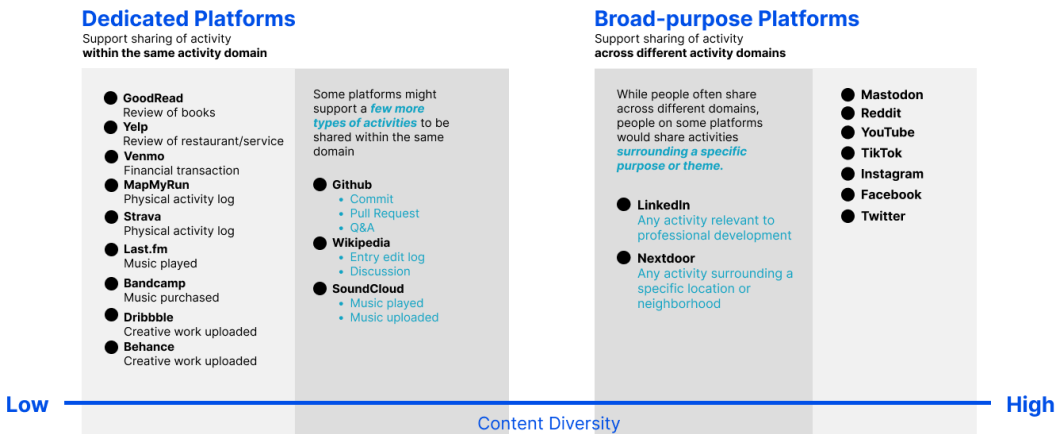 Dedicated Platforms
Support sharing of activity
within the same activity domain
GoodRead
Review of books
Yelp
Review of restaurant/service
Venmo
Financial transaction
MapMyRun
Physical activity log
Strava
Physical activity log
Last.fm
Music played
Bandcamp
Music purchased
Dribbble
Creative work uploaded
Behance
Creative work uploaded
Some platforms might
support a few more
types of activities to be
shared within the same
domain
Github
• Commit
• Pull Request
• Q&A
Wikipedia
• Entry edit log
• Discussion
SoundCloud
• Music played
• Music uploaded
Broad-purpose Platforms
Support sharing of activity
across different activity domains
While people often share
across different domains,
people on some platforms
would share activities
surrounding a specific
purpose or theme.
LinkedIn
Any activity relevant to
professional development
Nextdoor
Any activity surrounding a
specific location or
neighborhood
Mastodon
Reddit
YouTube
TikTok
Instagram
Facebook
Twitter
Low
High
Content Diversity